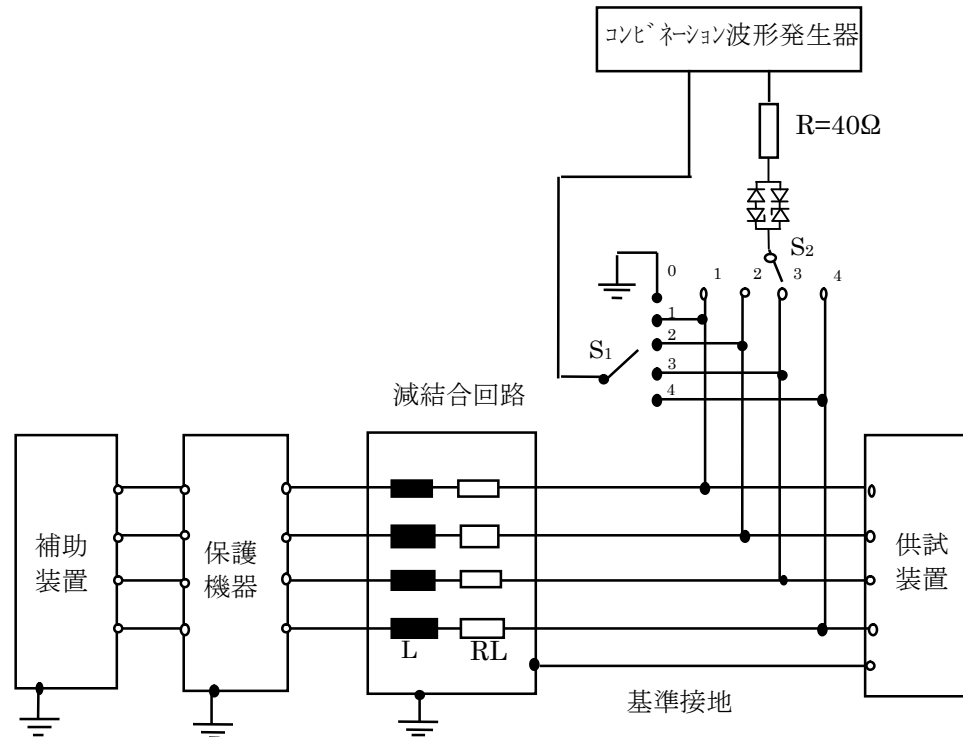 コンビネーション波形発生器
R=40Ω
S2
0
1
2
3
4
1
2
3
4
S1
減結合回路
補助
装置
保護
機器
L
RL
供試
装置
基準接地